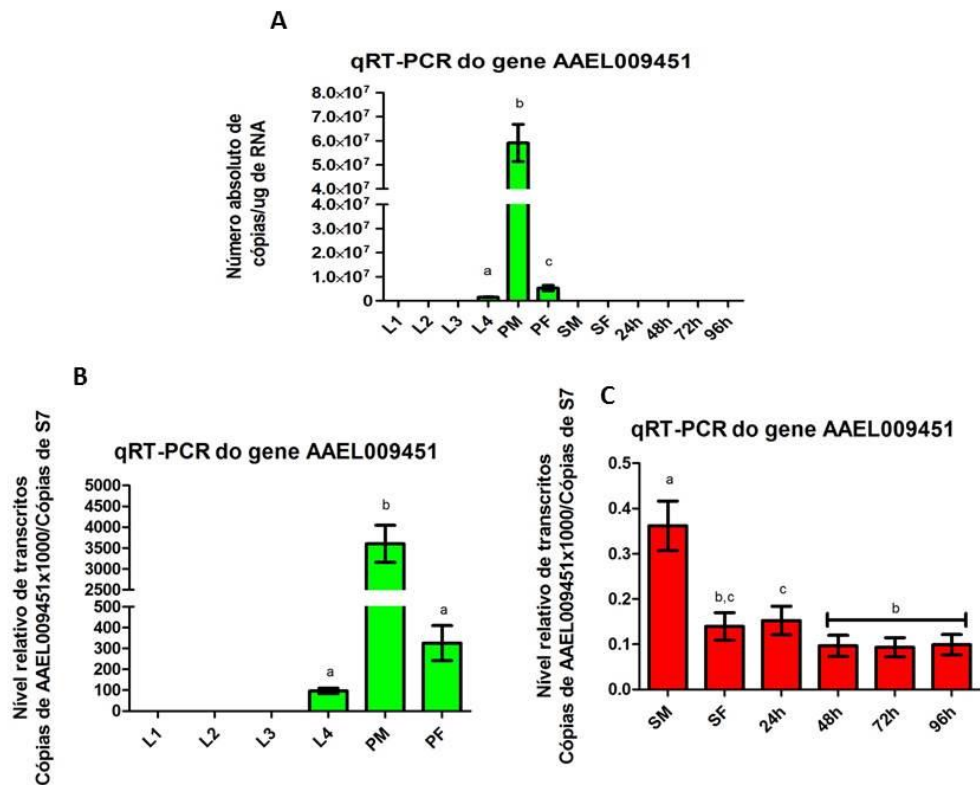 A
qRT-PCR do gene AAEL009451
Número absoluto de
cópias/ug de RNA
8.0×10⁷
7.0×10⁷
6.0×10⁷
5.0×10⁷
4.0×10⁷
4.0×10⁷
3.0×10⁷
2.0×10⁷
1.0×10⁷
0
a
b
c
L1 L2 L3 L4 PM PF SM SF 24h 48h 72h 96h
B
qRT-PCR do gene AAEL009451
Nivel relativo de transcritos
Cópias de AAEL009451x1000/Cópias de S7
5000
4500
4000
3500
3000
2500
500
400
300
200
100
0
a
b
a
L1 L2 L3 L4 PM PF
C
qRT-PCR do gene AAEL009451
Nivel relativo de transcritos
Cópias de AAEL009451x1000/Cópias de S7
0.5
0.4
0.3
0.2
0.1
0.0
a
b,c
c
b
SM SF 24h 48h 72h 96h